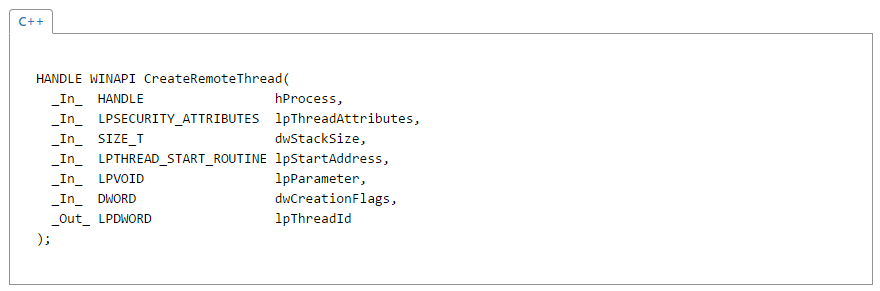 C++
HANDLE WINAPI CreateRemoteThread(
  _In_  HANDLE                 hProcess,
  _In_  LPSECURITY_ATTRIBUTES  lpThreadAttributes,
  _In_  SIZE_T                 dwStackSize,
  _In_  LPTHREAD_START_ROUTINE lpStartAddress,
  _In_  LPVOID                 lpParameter,
  _In_  DWORD                  dwCreationFlags,
  _Out_ LPDWORD                lpThreadId
);